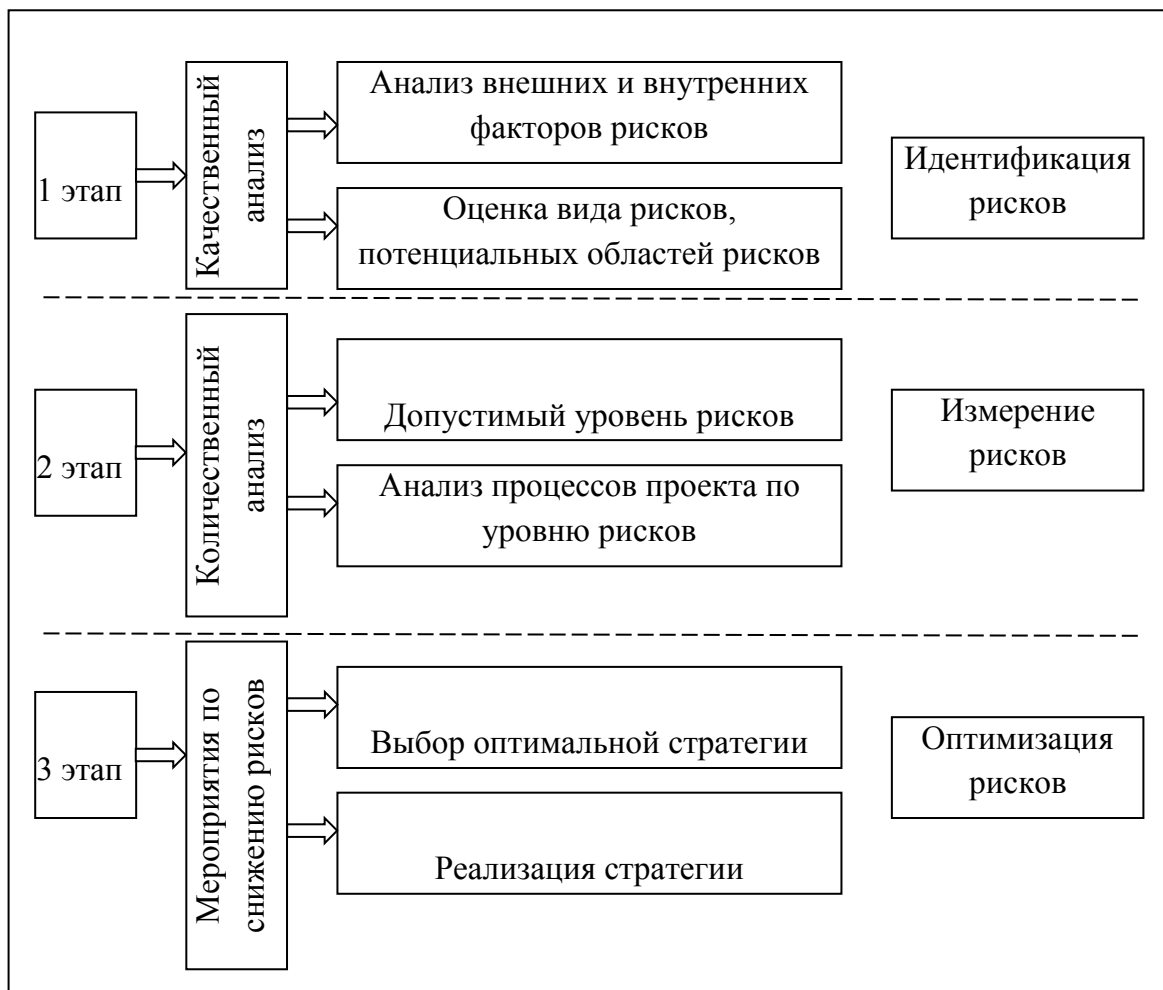 1 этап
Качественный
анализ
Анализ внешних и внутренних
факторов рисков
Оценка вида рисков,
потенциальных областей рисков
Идентификация
рисков
2 этап
Количественный
анализ
Допустимый уровень рисков
Анализ процессов проекта по
уровню рисков
Измерение
рисков
3 этап
Мероприятия по
снижению рисков
Выбор оптимальной стратегии
Реализация стратегии
Оптимизация
рисков